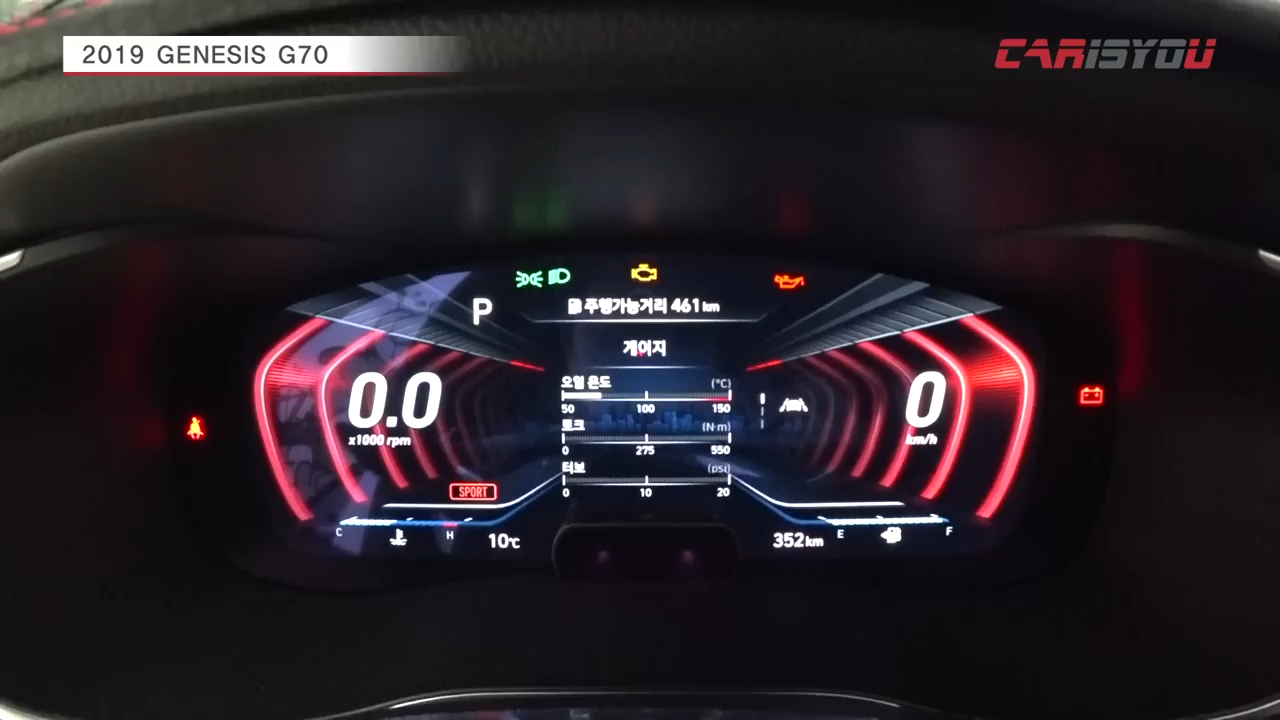 2019 GENESIS G70
CARISYOU
P
주행가능거리 461km
게이지
오일 온도 (°C)
50 100 150
토크 (N·m)
0 275 550
터보 (psi)
0 10 20
0.0
x1000 rpm
0
km/h
SPORT
C H
10℃
352km
E F